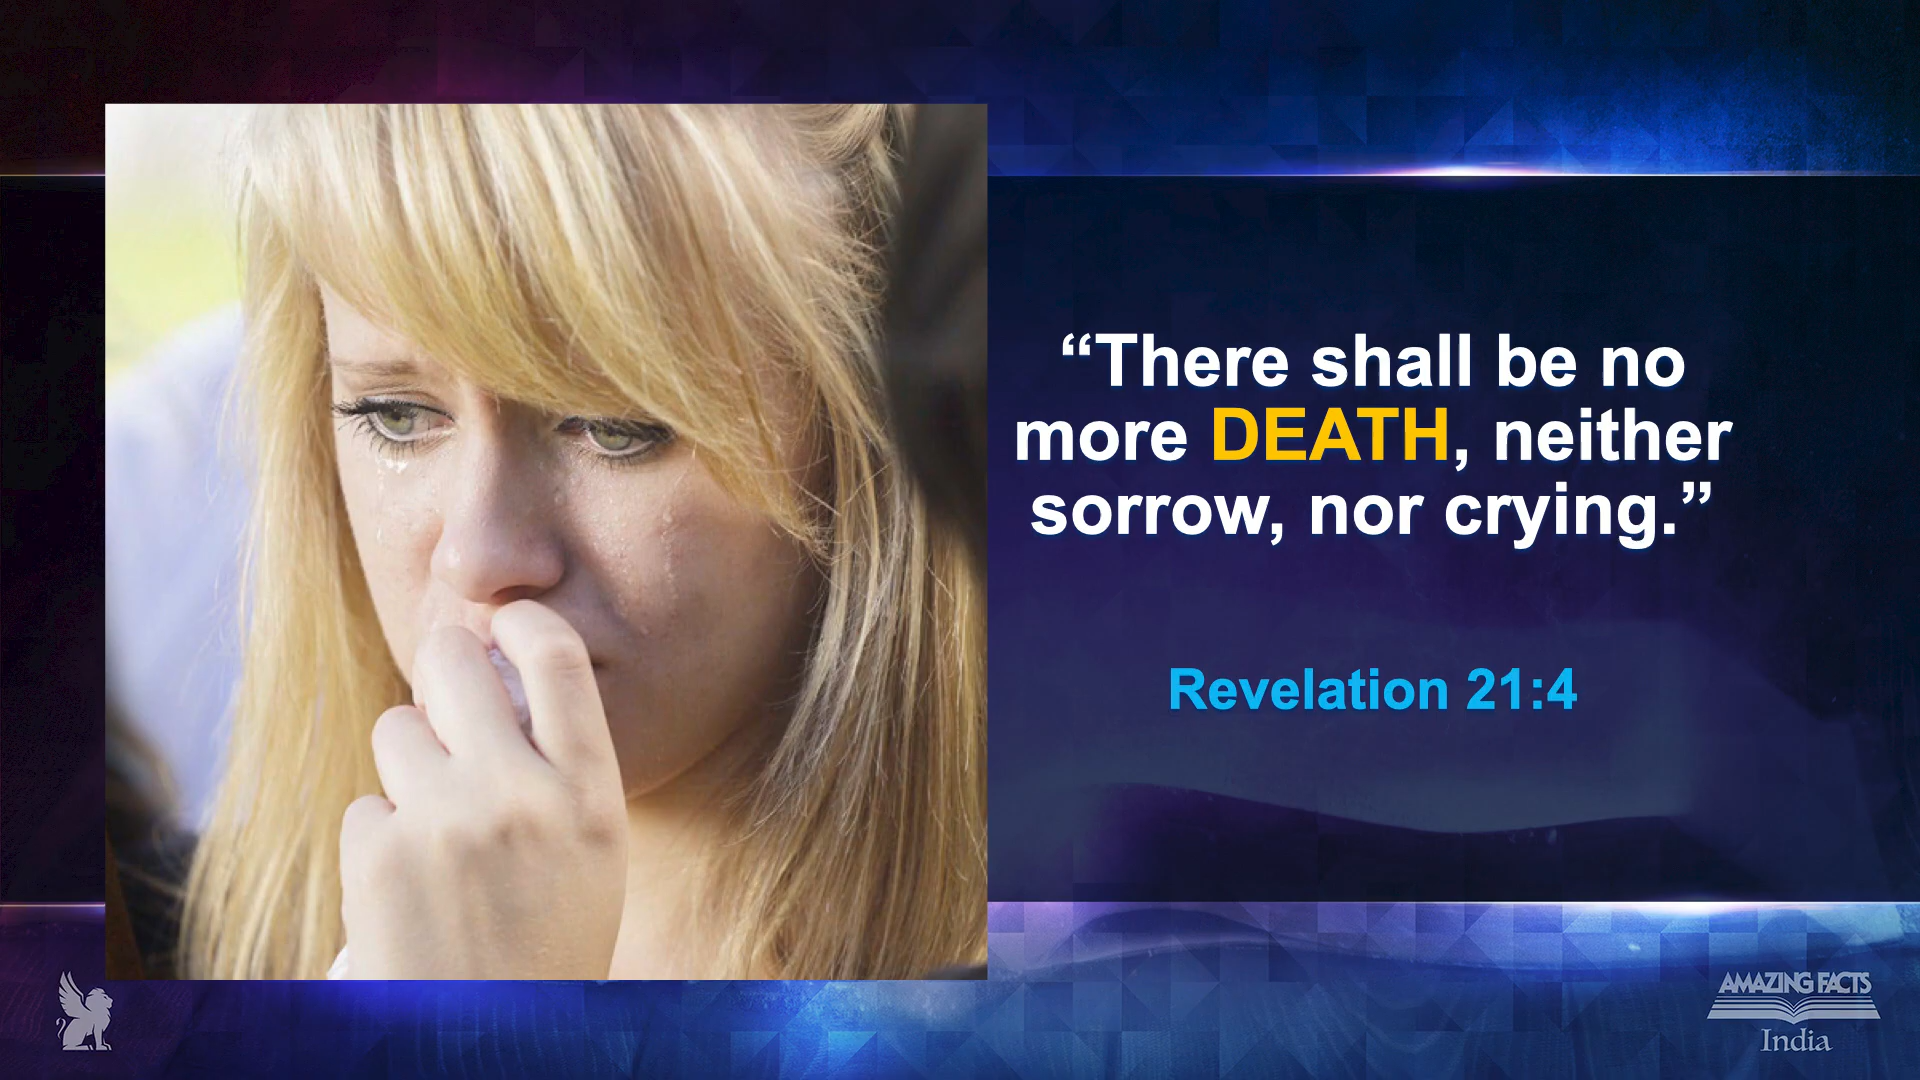 “There shall be no
more DEATH, neither
sorrow, nor crying.”
Revelation 21:4
AMAZING FACTS
India